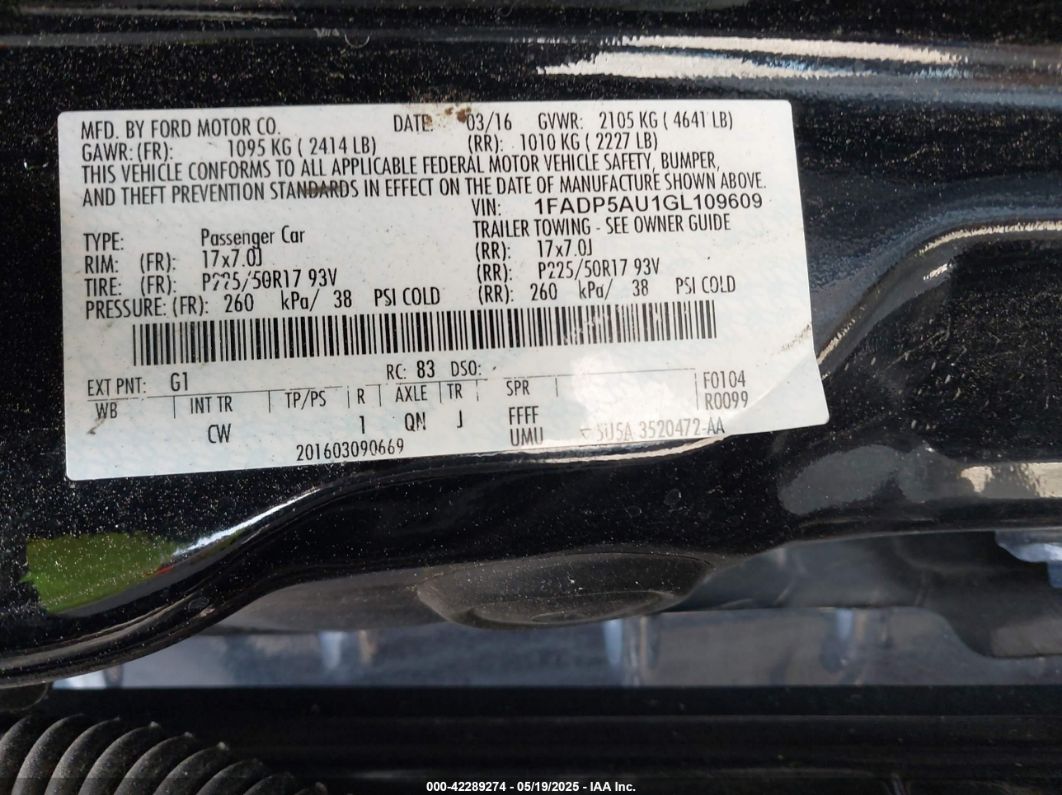 MFD. BY FORD MOTOR CO. DATE: 03/16 GVWR: 2105 KG ( 4641 LB)
GAWR: (FR): 1095 KG ( 2414 LB) (RR): 1010 KG ( 2227 LB)
THIS VEHICLE CONFORMS TO ALL APPLICABLE FEDERAL MOTOR VEHICLE SAFETY, BUMPER,
AND THEFT PREVENTION STANDARDS IN EFFECT ON THE DATE OF MANUFACTURE SHOWN ABOVE.
VIN: 1FADP5AU1GL109609
TYPE: Passenger Car TRAILER TOWING - SEE OWNER GUIDE
RIM: (FR): 17x7.0J (RR): 17x7.0J
TIRE: (FR): P225/50R17 93V (RR): P225/50R17 93V
PRESSURE: (FR): 260 kPa/ 38 PSI COLD (RR): 260 kPa/ 38 PSI COLD
EXT PNT: G1 RC: 83 DSO:
WB INT TR TP/PS R AXLE TR SPR F0104
R0099
CW 1 QN J FFFF
UMU 5U5A 3520472-AA
201603090669
000-42289274 - 05/19/2025 - IAA Inc.